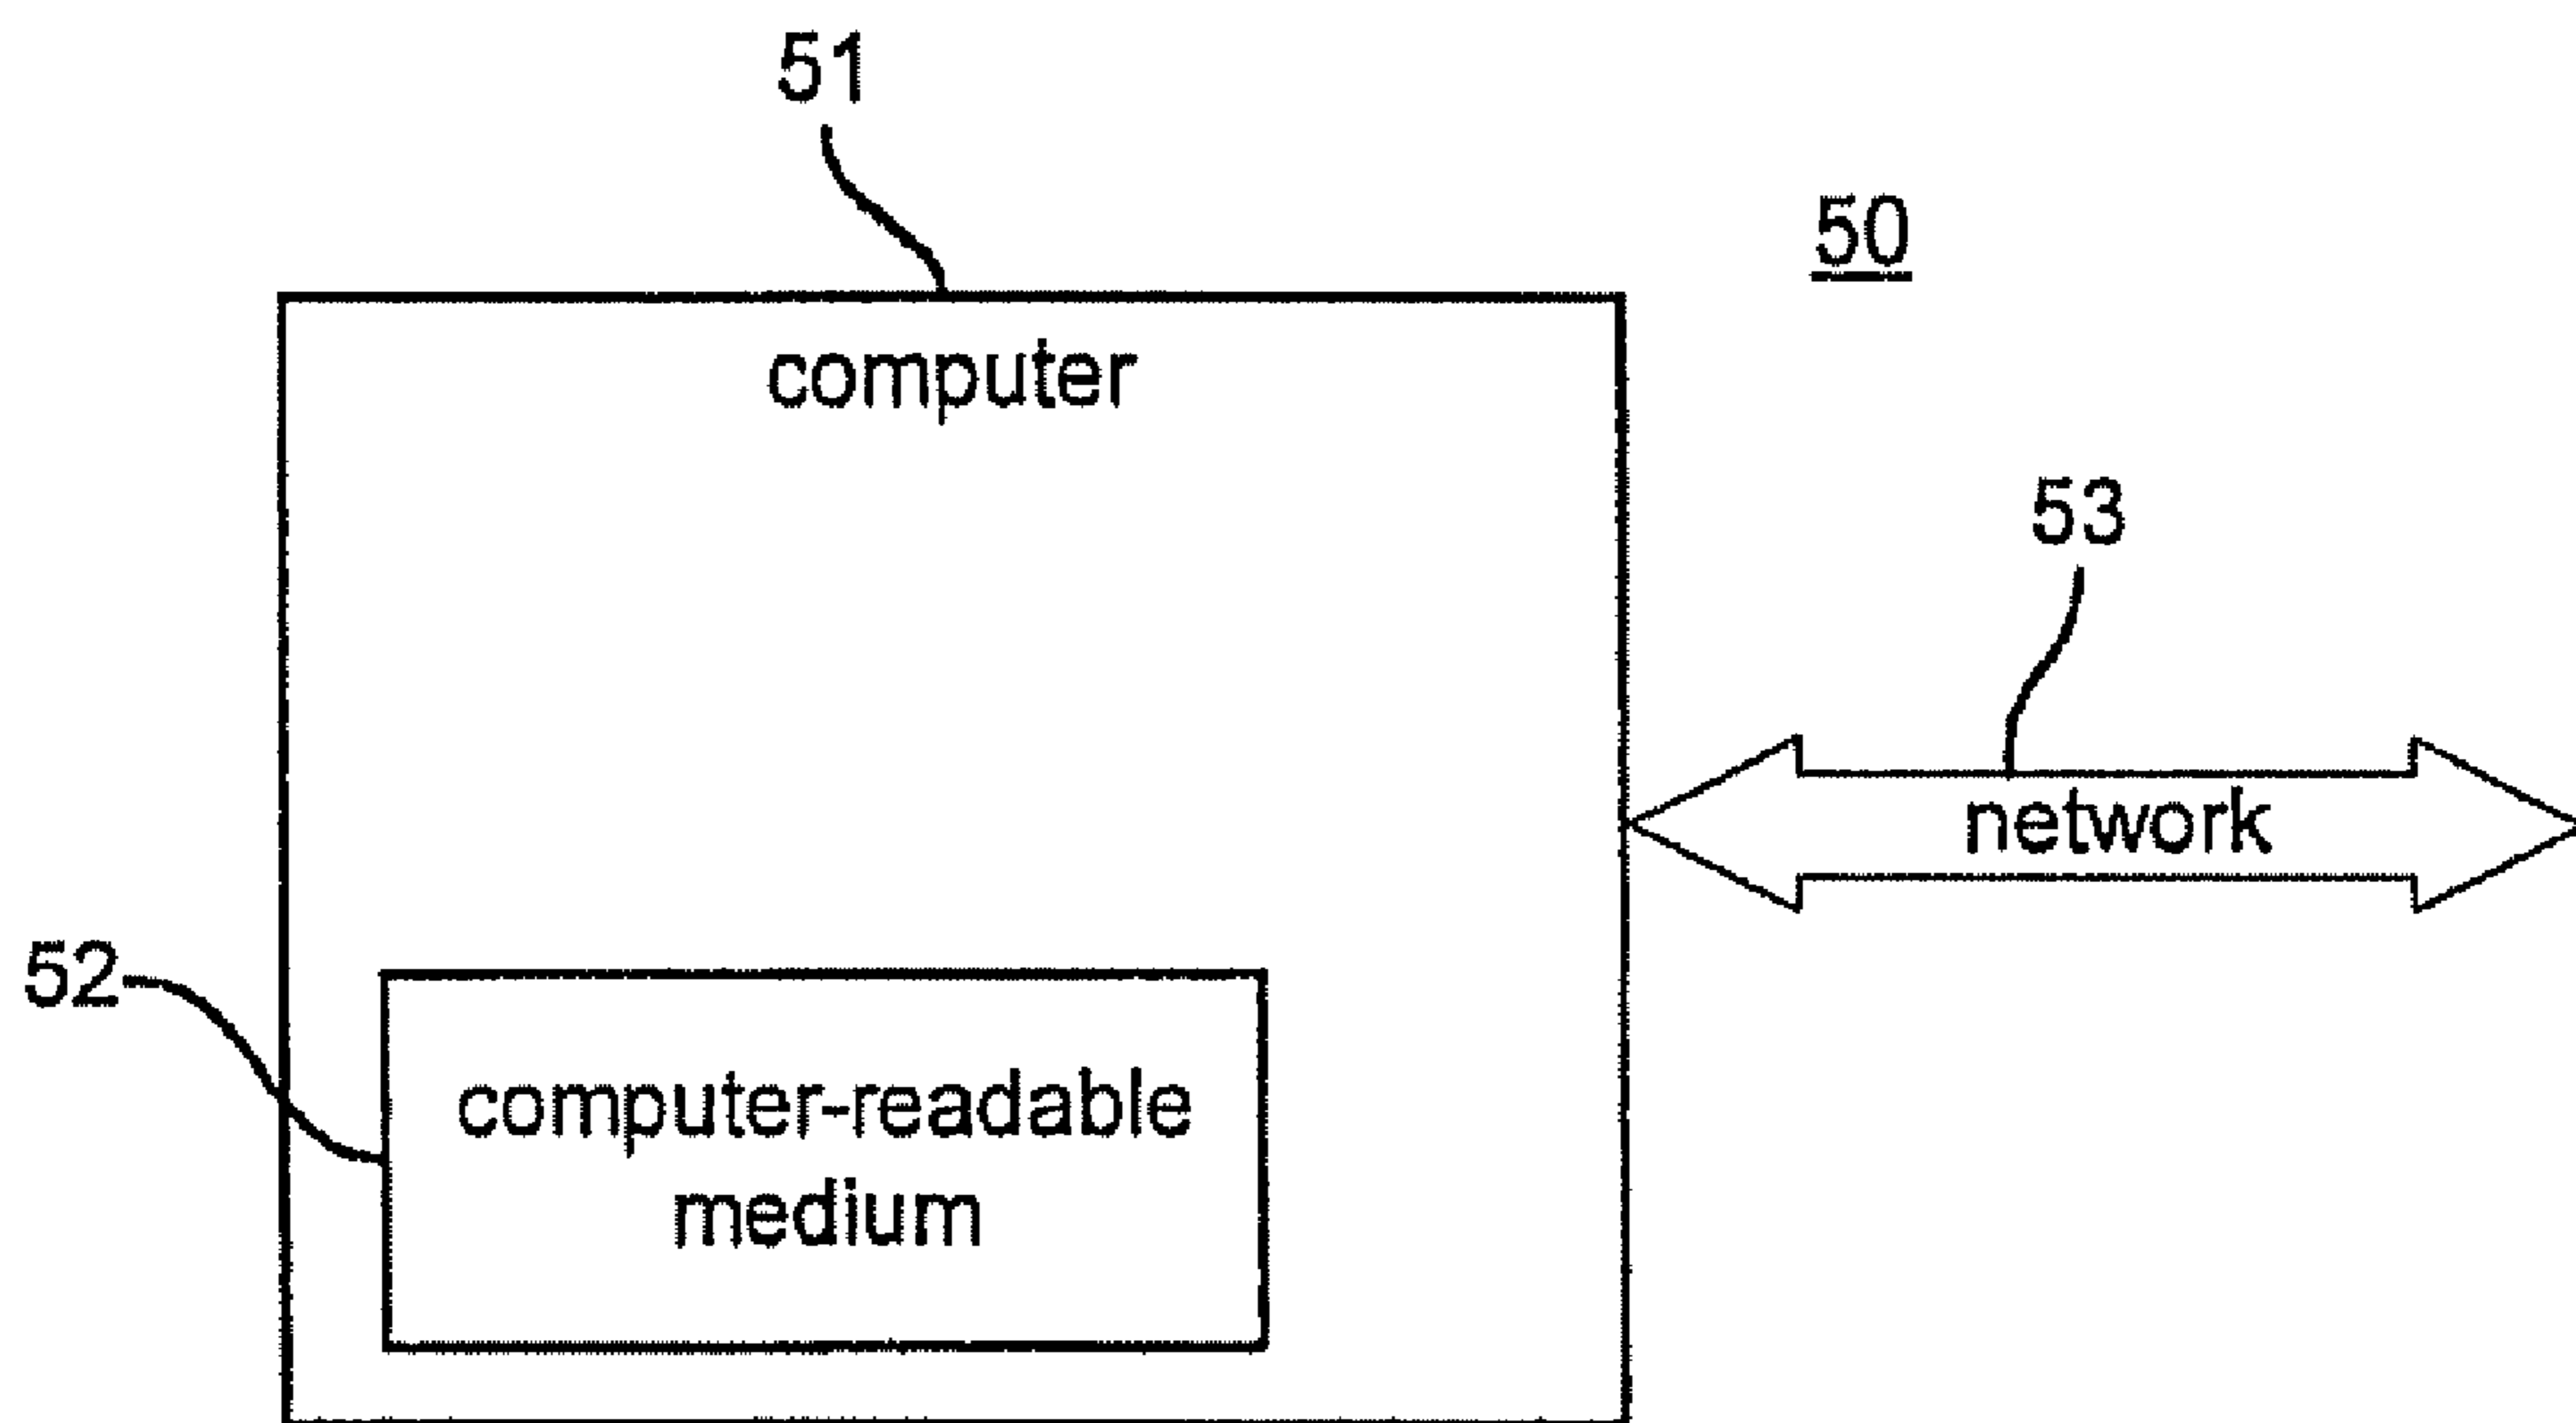 51
50
computer
53
network
52
computer-readable
medium